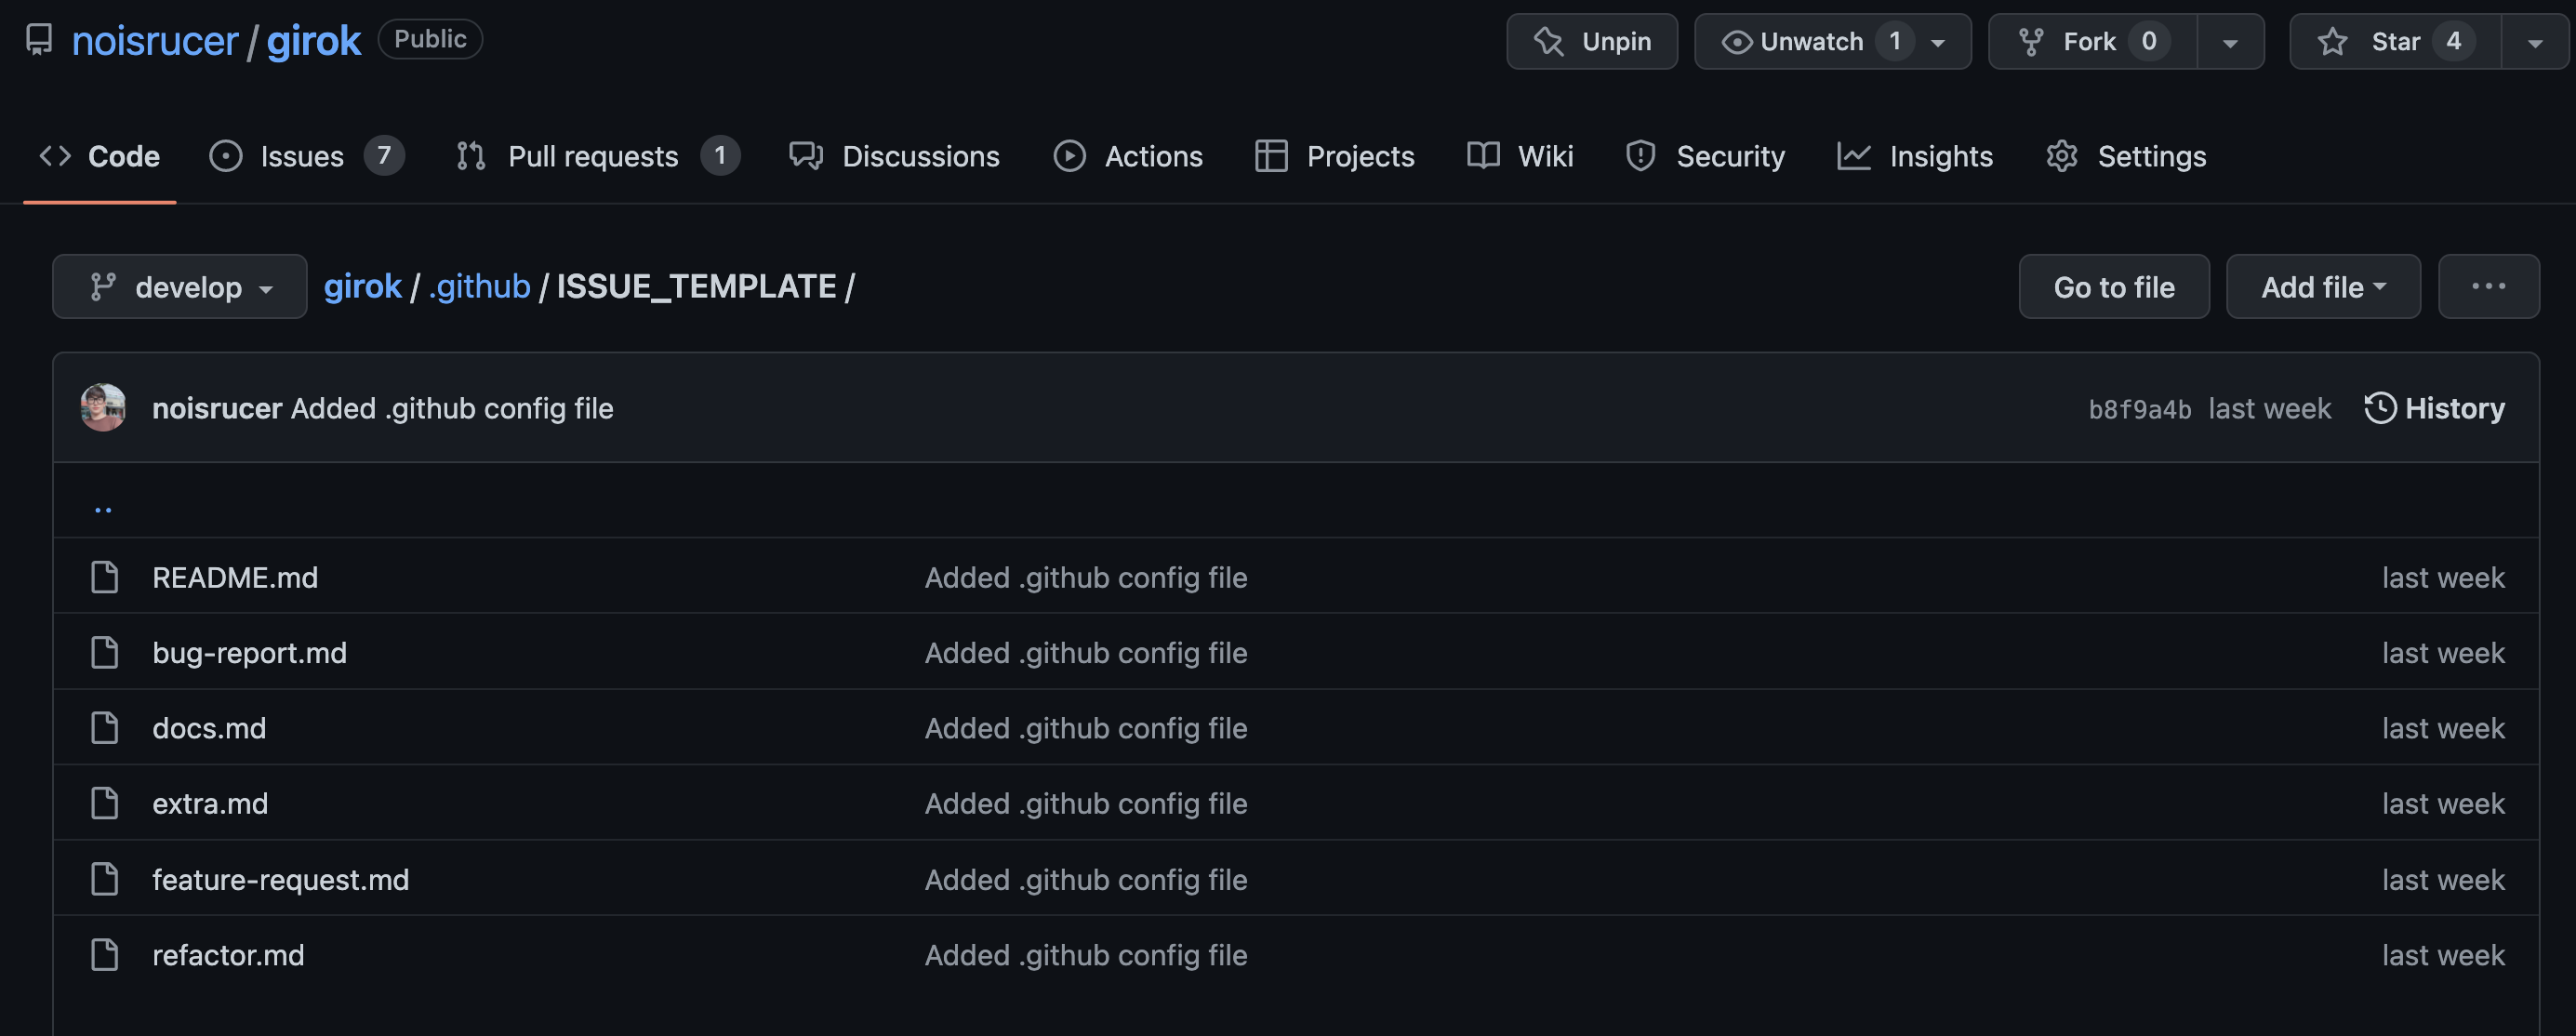 noisrucer / girok Public Unpin Unwatch 1 Fork 0 Star 4
Code Issues 7 Pull requests 1 Discussions Actions Projects Wiki Security Insights Settings
develop girok / .github / ISSUE_TEMPLATE / Go to file Add file ...
noisrucer Added .github config file b8f9a4b last week History
..
README.md Added .github config file last week
bug-report.md Added .github config file last week
docs.md Added .github config file last week
extra.md Added .github config file last week
feature-request.md Added .github config file last week
refactor.md Added .github config file last week